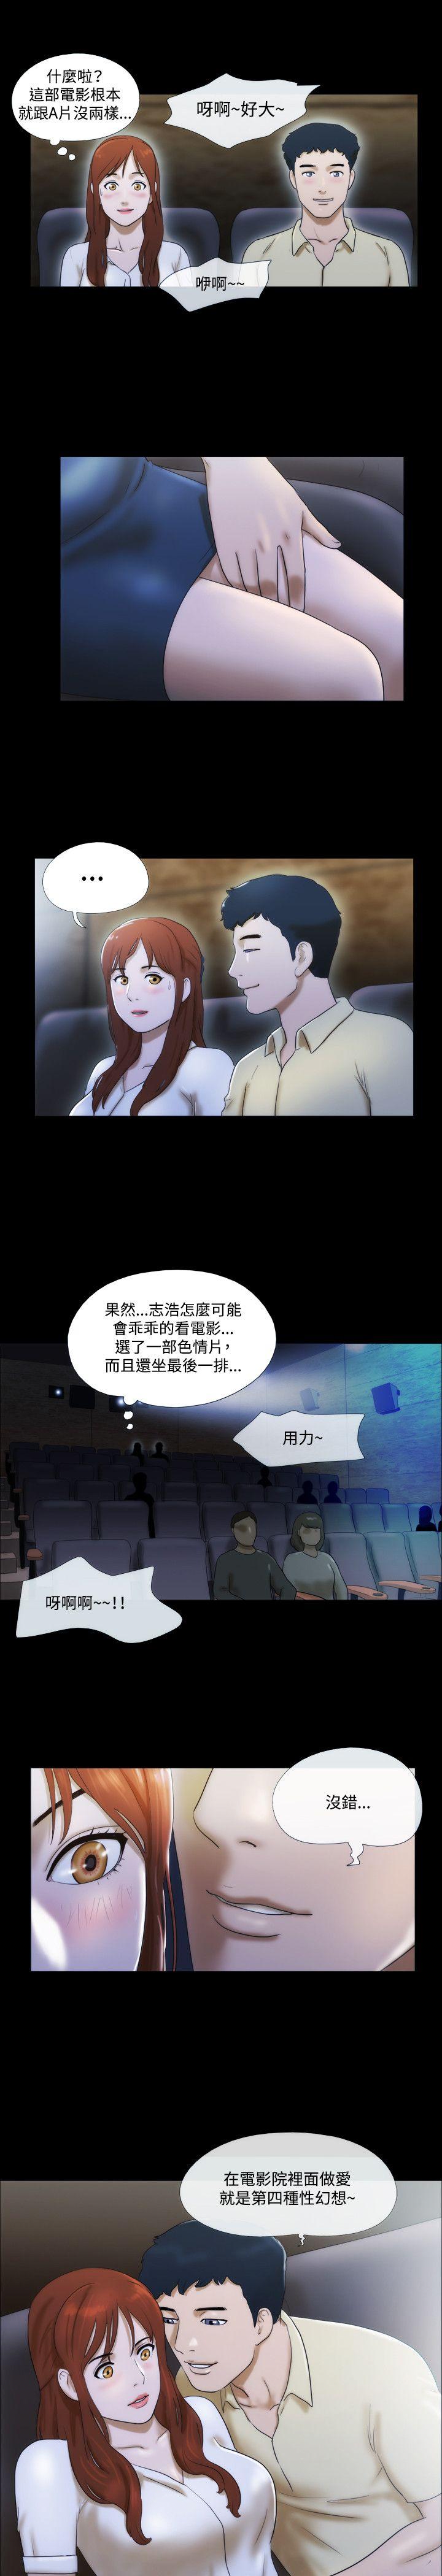 什麼啦?
這部電影根本
就跟A片沒兩樣...
呀啊~好大~
咿啊~~
...
果然...志浩怎麼可能
會乖乖的看電影...
選了一部色情片,
而且還坐最後一排...
用力~
呀啊啊~~!!
沒錯...
在電影院裡面做愛
就是第四種性幻想~